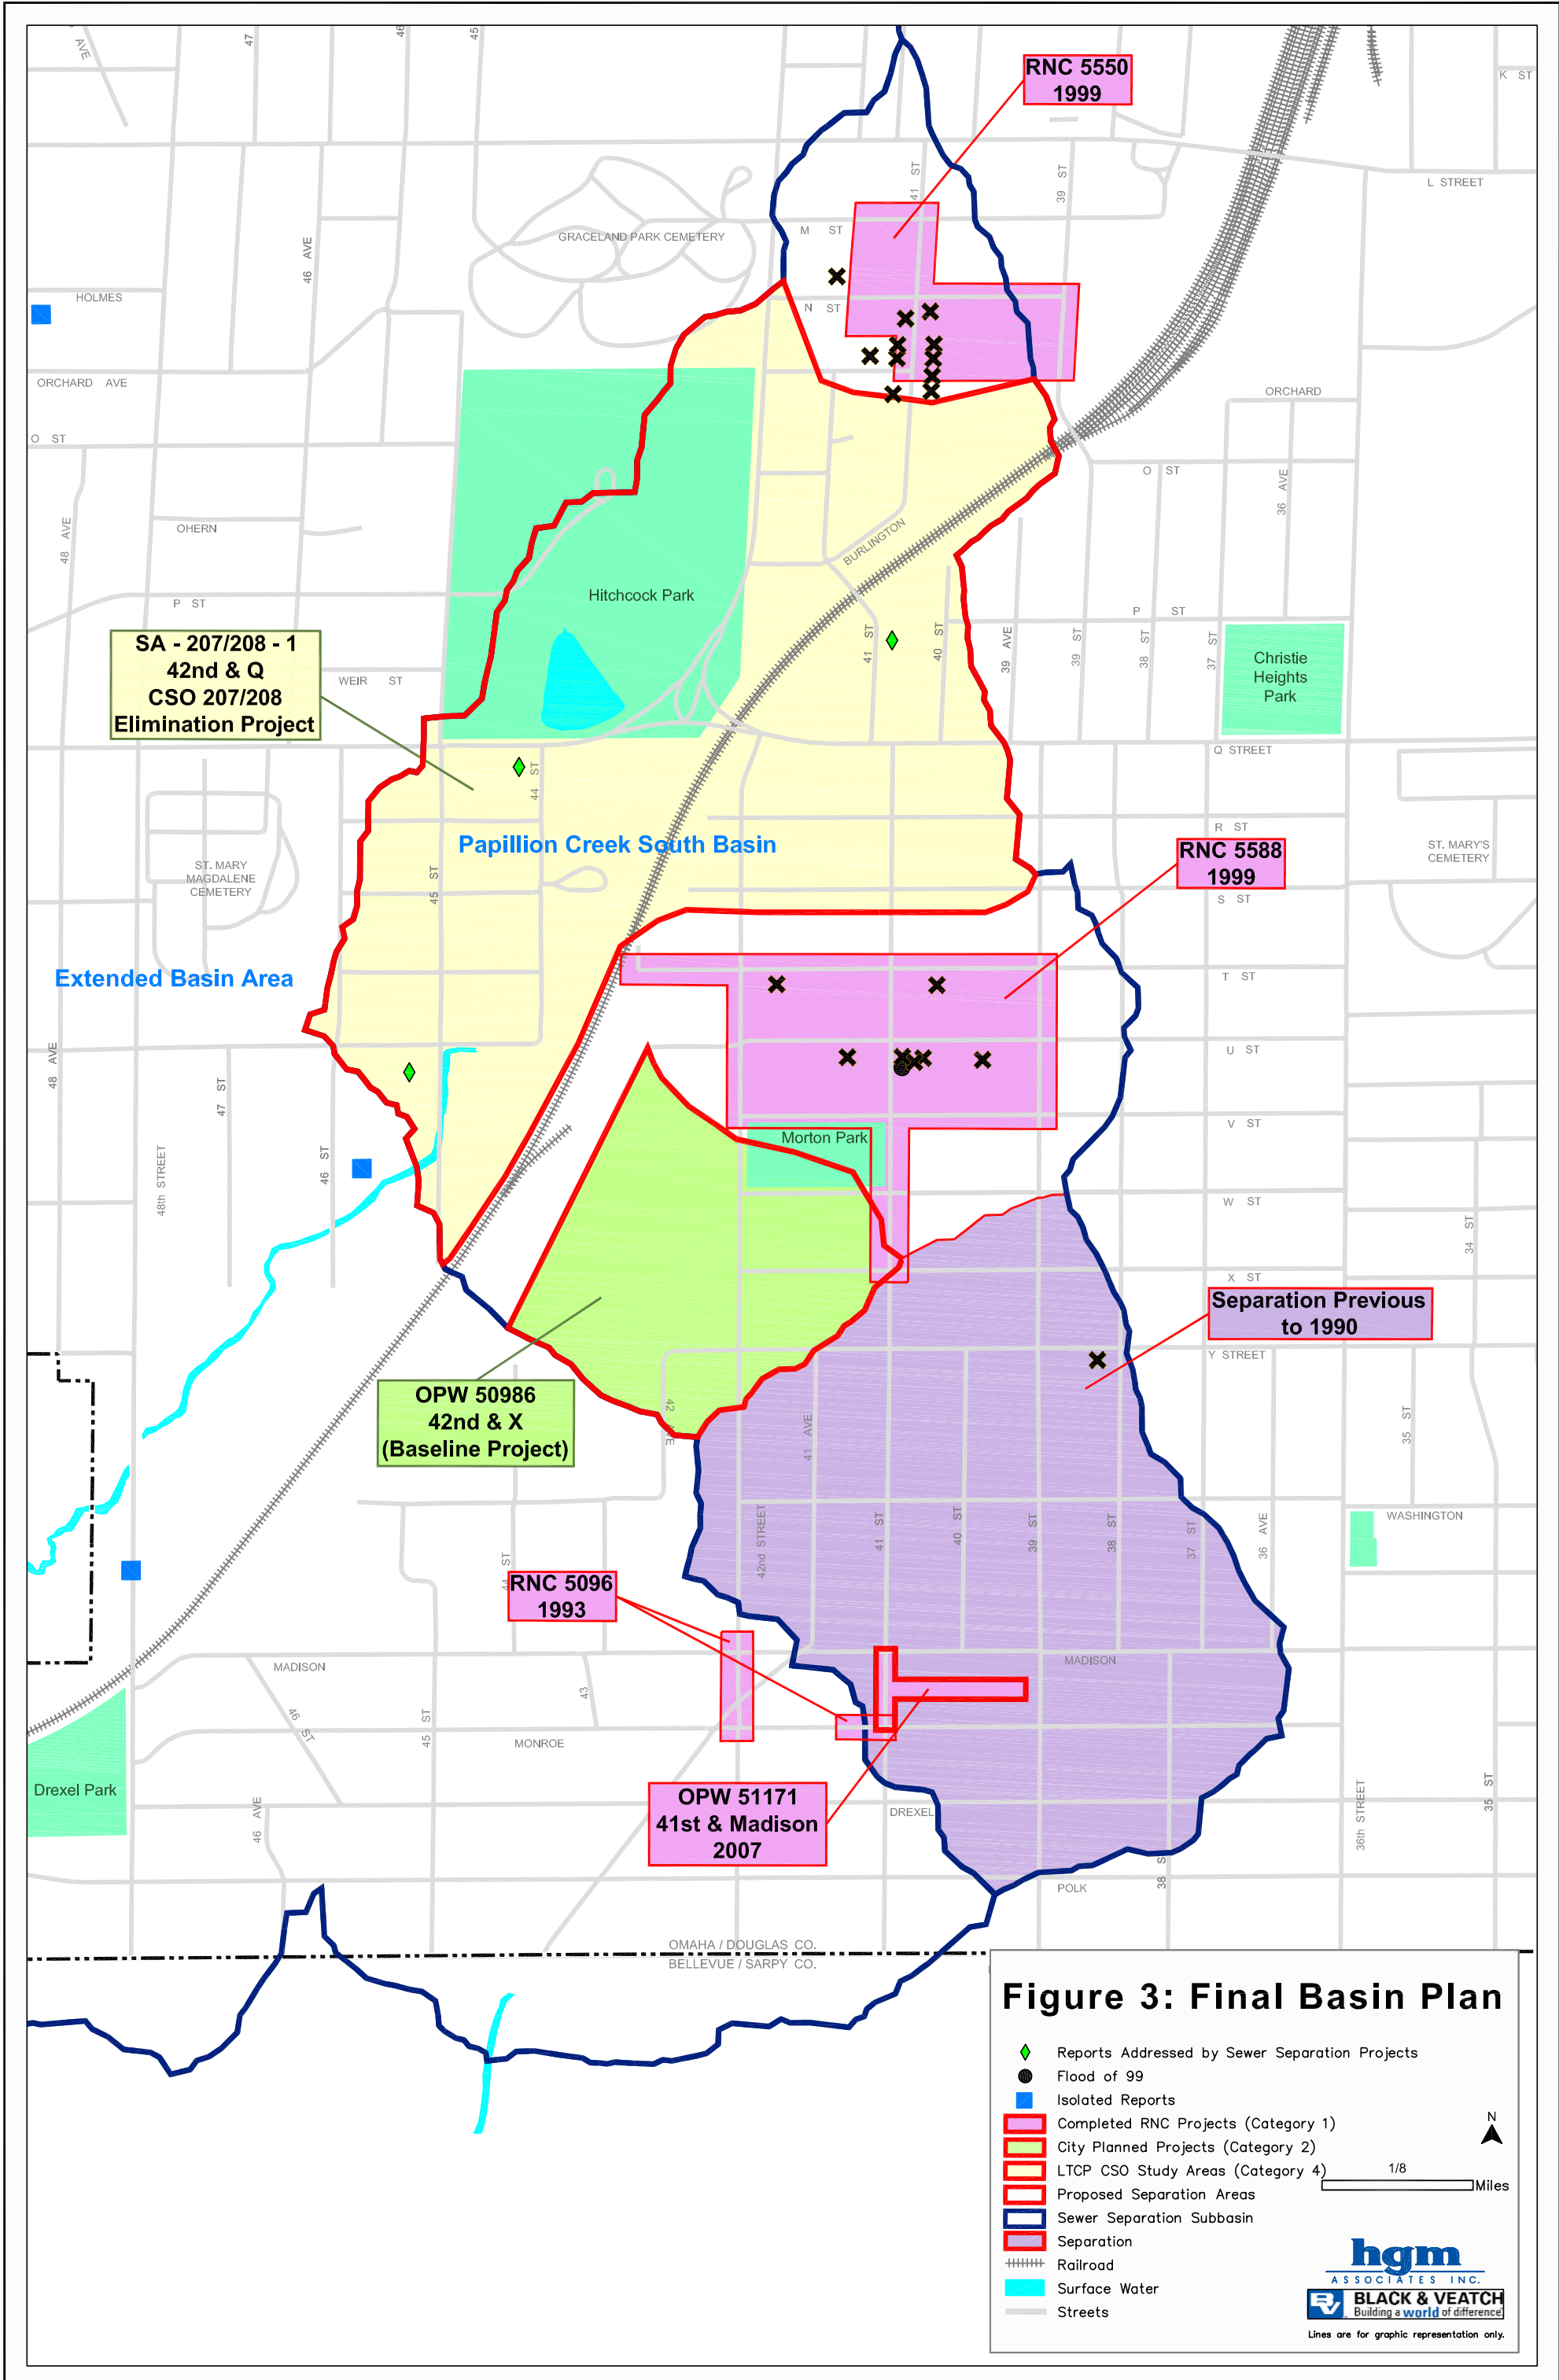 AVE
47
46
45
RNC 5550
1999
K ST
L STREET
41 ST
39 ST
M ST
GRACELAND PARK CEMETERY
46 AVE
HOLMES
N ST
ORCHARD AVE
ORCHARD
O ST
O ST
36 AVE
48 AVE
OHERN
BURLINGTON
Hitchcock Park
P ST
P ST
41 ST
40 ST
39 AVE
39 ST
38 ST
37 ST
Christie
Heights
Park
SA - 207/208 - 1
42nd & Q
CSO 207/208
Elimination Project
WEIR ST
Q STREET
44 ST
R ST
Papillion Creek South Basin
ST. MARY
MAGDALENE
CEMETERY
45 ST
RNC 5588
1999
ST. MARY'S
CEMETERY
S ST
Extended Basin Area
T ST
48 AVE
47 ST
U ST
Morton Park
V ST
48th STREET
46 ST
W ST
34 ST
X ST
Separation Previous
to 1990
Y STREET
OPW 50986
42nd & X
(Baseline Project)
42 AVE
41 AVE
35 ST
42nd STREET
41 ST
40 ST
39 ST
38 ST
37 ST
36 AVE
WASHINGTON
44 ST
RNC 5096
1993
MADISON
MADISON
43
46 ST
45 ST
MONROE
Drexel Park
46 AVE
OPW 51171
41st & Madison
2007
DREXEL
36th STREET
35 ST
38 S
POLK
OMAHA / DOUGLAS CO.
BELLEVUE / SARPY CO.
Figure 3: Final Basin Plan
Reports Addressed by Sewer Separation Projects
Flood of 99
Isolated Reports
Completed RNC Projects (Category 1)
City Planned Projects (Category 2)
LTCP CSO Study Areas (Category 4)
Proposed Separation Areas
Sewer Separation Subbasin
Separation
Railroad
Surface Water
Streets
N
1/8
Miles
hgm
ASSOCIATES INC.
BV BLACK & VEATCH
Building a world of difference.
Lines are for graphic representation only.